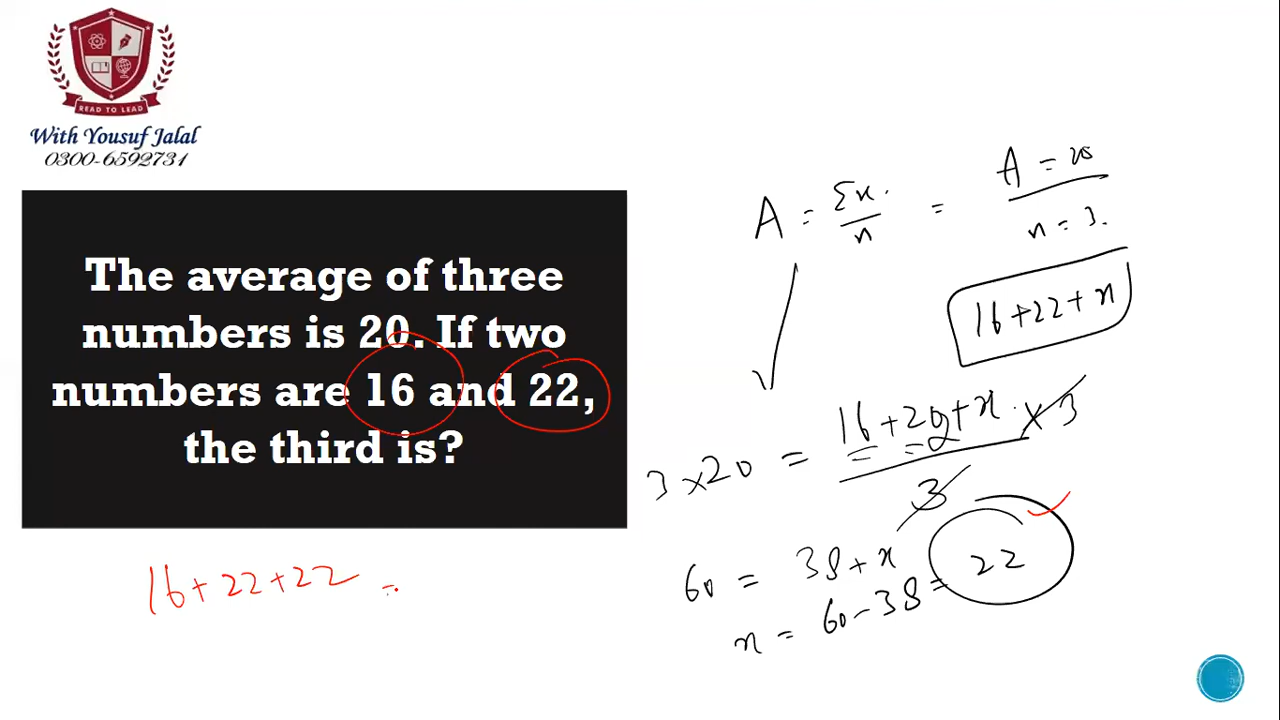 READ TO LEAD
With Yousuf Jalal
0300-6592731
The average of three
numbers is 20. If two
numbers are 16 and 22,
the third is?
A = Σx / n = A = 20 / n = 3.
16+22+x
3×20 = 16+22+x / 3 ×3
60 = 38+x
x = 60-38 = 22
16+22+22 =